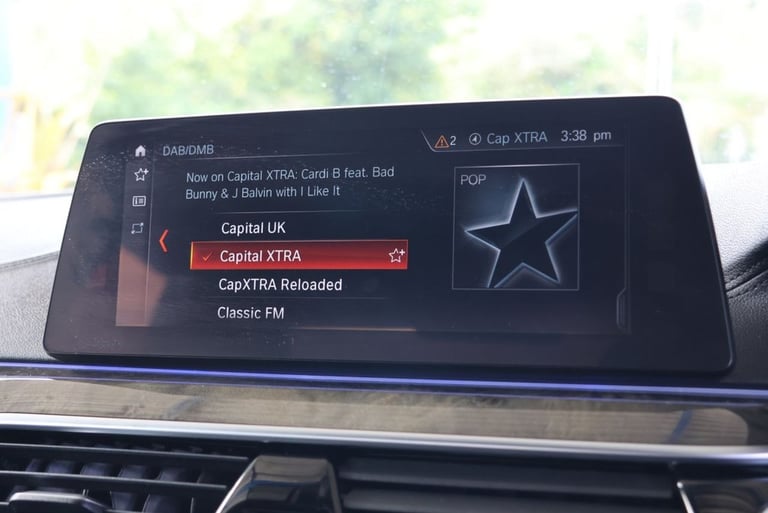 DAB/DMB
2 Cap XTRA 3:38 pm
Now on Capital XTRA: Cardi B feat. Bad
Bunny & J Balvin with I Like It
POP
Capital UK
Capital XTRA
CapXTRA Reloaded
Classic FM